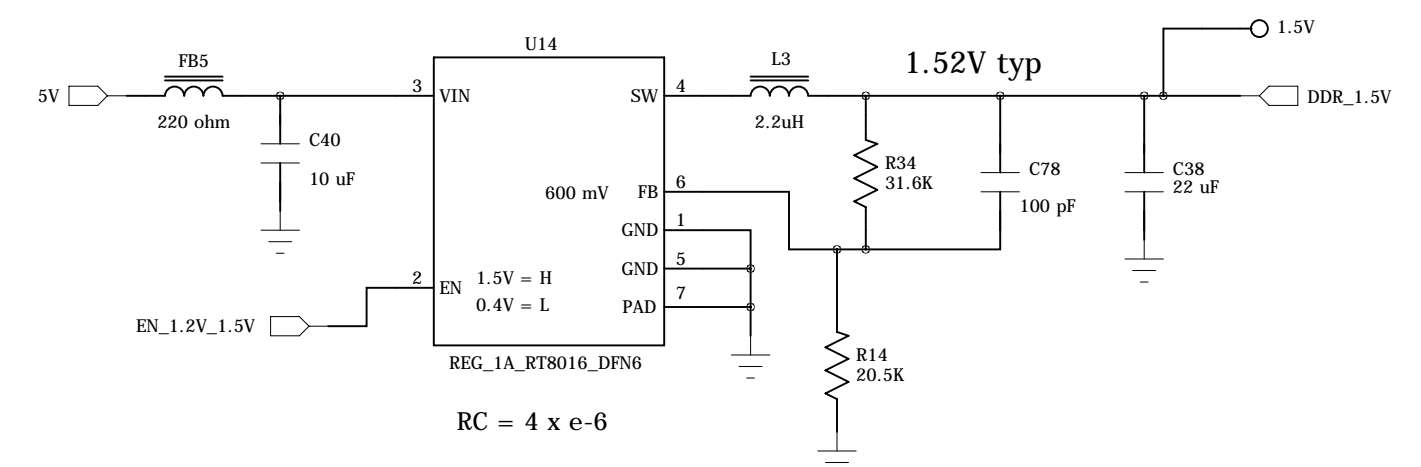 1.5V
U14
FB5
L3
1.52V typ
5V
3
VIN
SW
4
DDR_1.5V
220 ohm
2.2uH
C40
10 uF
R34
31.6K
C78
100 pF
C38
22 uF
600 mV
FB
6
GND
1
GND
5
2
EN
1.5V = H
0.4V = L
PAD
7
EN_1.2V_1.5V
REG_1A_RT8016_DFN6
R14
20.5K
RC = 4 x e-6